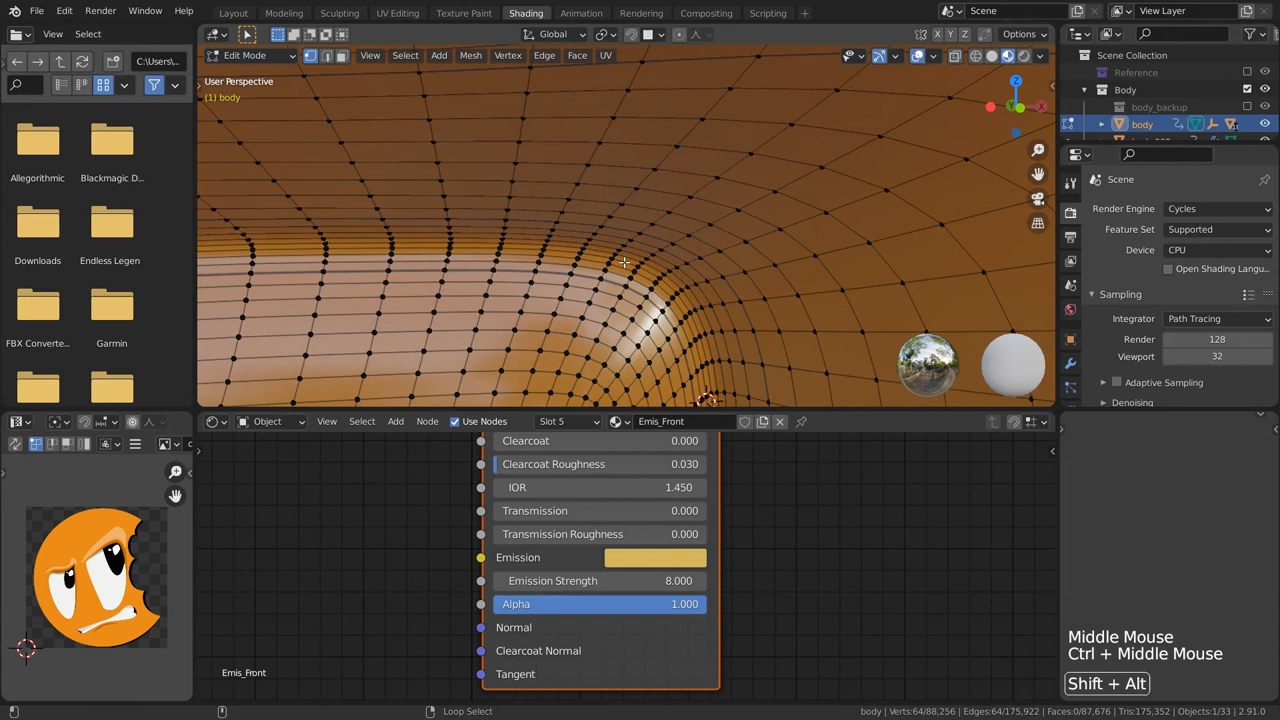 File Edit Render Window Help Layout Modeling Sculpting UV Editing Texture Paint Shading Animation Rendering Compositing Scripting + Scene View Layer
View Select Global Options
C:\Users\...
Edit Mode View Select Add Mesh Vertex Edge Face UV
User Perspective
(1) body
Allegorithmic
Blackmagic D...
Downloads
Endless Legen
FBX Converte...
Garmin
X Y Z
Z
X
Scene Collection
Reference
Body
body_backup
body
Scene
Render Engine Cycles
Feature Set Supported
Device CPU
Open Shading Langu...
Sampling
Integrator Path Tracing
Render 128
Viewport 32
Adaptive Sampling
Denoising
Object View Select Add Node Use Nodes Slot 5 Emis_Front
Clearcoat 0.000
Clearcoat Roughness 0.030
IOR 1.450
Transmission 0.000
Transmission Roughness 0.000
Emission
Emission Strength 8.000
Alpha 1.000
Normal
Clearcoat Normal
Tangent
Emis_Front
Middle Mouse
Ctrl + Middle Mouse
Shift + Alt
Loop Select
body | Verts:64/88,256 | Edges:64/175,922 | Faces:0/87,676 | Tris:175,352 | Objects:1/33 | 2.91.0